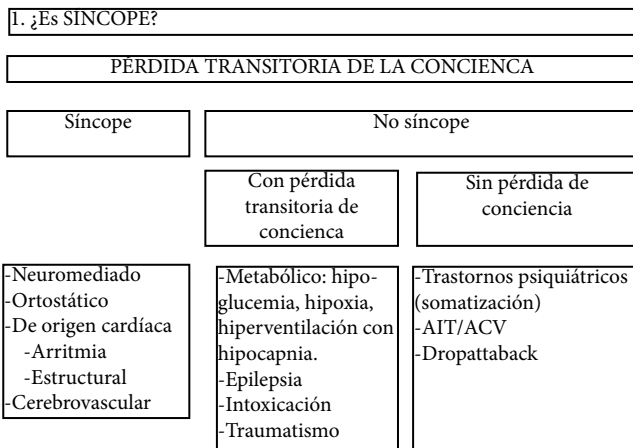 1. ¿Es SINCOPE?
PÉRDIDA TRANSITORIA DE LA CONCIENCA
Síncope
No síncope
Con pérdida
transitoria de
concienca
Sin pérdida de
conciencia
-Neuromediado
-Ortostático
-De origen cardíaca
-Arritmia
-Estructural
-Cerebrovascular
-Metabólico: hipo-
glucemia, hipoxia,
hiperventilación con
hipocapnia.
-Epilepsia
-Intoxicación
-Traumatismo
-Trastornos psiquiátricos
(somatización)
-AIT/ACV
-Dropattaback